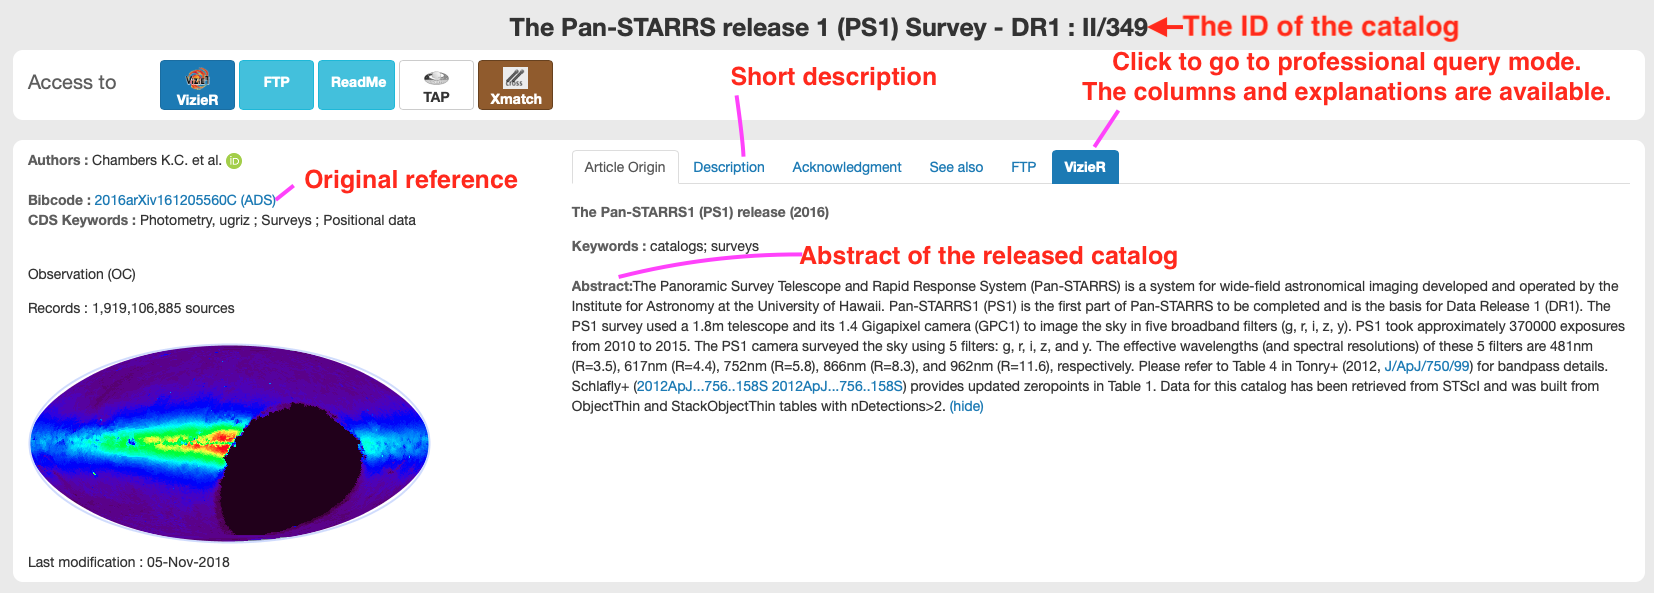 The Pan-STARRS release 1 (PS1) Survey - DR1 : II/349
The ID of the catalog
Access to
VizieR
FTP
ReadMe
TAP
cross
Xmatch
Short description
Click to go to professional query mode.
The columns and explanations are available.
Authors : Chambers K.C. et al. iD
Original reference
Bibcode : 2016arXiv161205560C (ADS)
CDS Keywords : Photometry, ugriz ; Surveys ; Positional data
Observation (OC)
Records : 1,919,106,885 sources
Last modification : 05-Nov-2018
Article Origin
Description
Acknowledgment
See also
FTP
VizieR
The Pan-STARRS1 (PS1) release (2016)
Keywords : catalogs; surveys
Abstract of the released catalog
Abstract:The Panoramic Survey Telescope and Rapid Response System (Pan-STARRS) is a system for wide-field astronomical imaging developed and operated by the
Institute for Astronomy at the University of Hawaii. Pan-STARRS1 (PS1) is the first part of Pan-STARRS to be completed and is the basis for Data Release 1 (DR1). The
PS1 survey used a 1.8m telescope and its 1.4 Gigapixel camera (GPC1) to image the sky in five broadband filters (g, r, i, z, y). PS1 took approximately 370000 exposures
from 2010 to 2015. The PS1 camera surveyed the sky using 5 filters: g, r, i, z, and y. The effective wavelengths (and spectral resolutions) of these 5 filters are 481nm
(R=3.5), 617nm (R=4.4), 752nm (R=5.8), 866nm (R=8.3), and 962nm (R=11.6), respectively. Please refer to Table 4 in Tonry+ (2012, J/ApJ/750/99) for bandpass details.
Schlafly+ (2012ApJ...756..158S 2012ApJ...756..158S) provides updated zeropoints in Table 1. Data for this catalog has been retrieved from STScI and was built from
ObjectThin and StackObjectThin tables with nDetections>2. (hide)